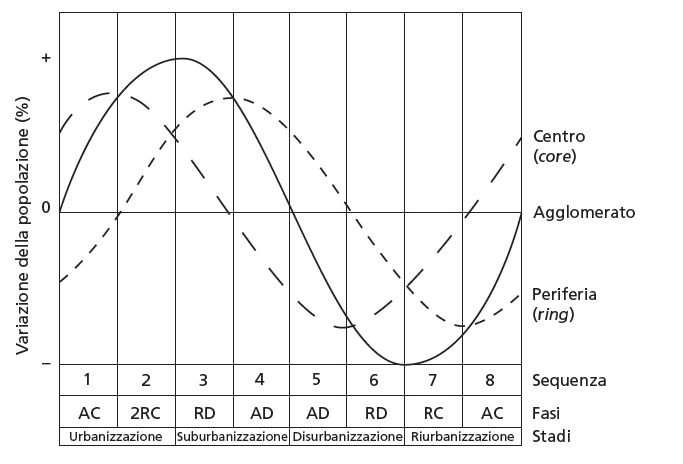 Variazione della popolazione (%)
+
0
−
Centro
(core)
Agglomerato
Periferia
(ring)
1 2 3 4 5 6 7 8 Sequenza
AC 2RC RD AD AD RD RC AC Fasi
Urbanizzazione Suburbanizzazione Disurbanizzazione Riurbanizzazione Stadi